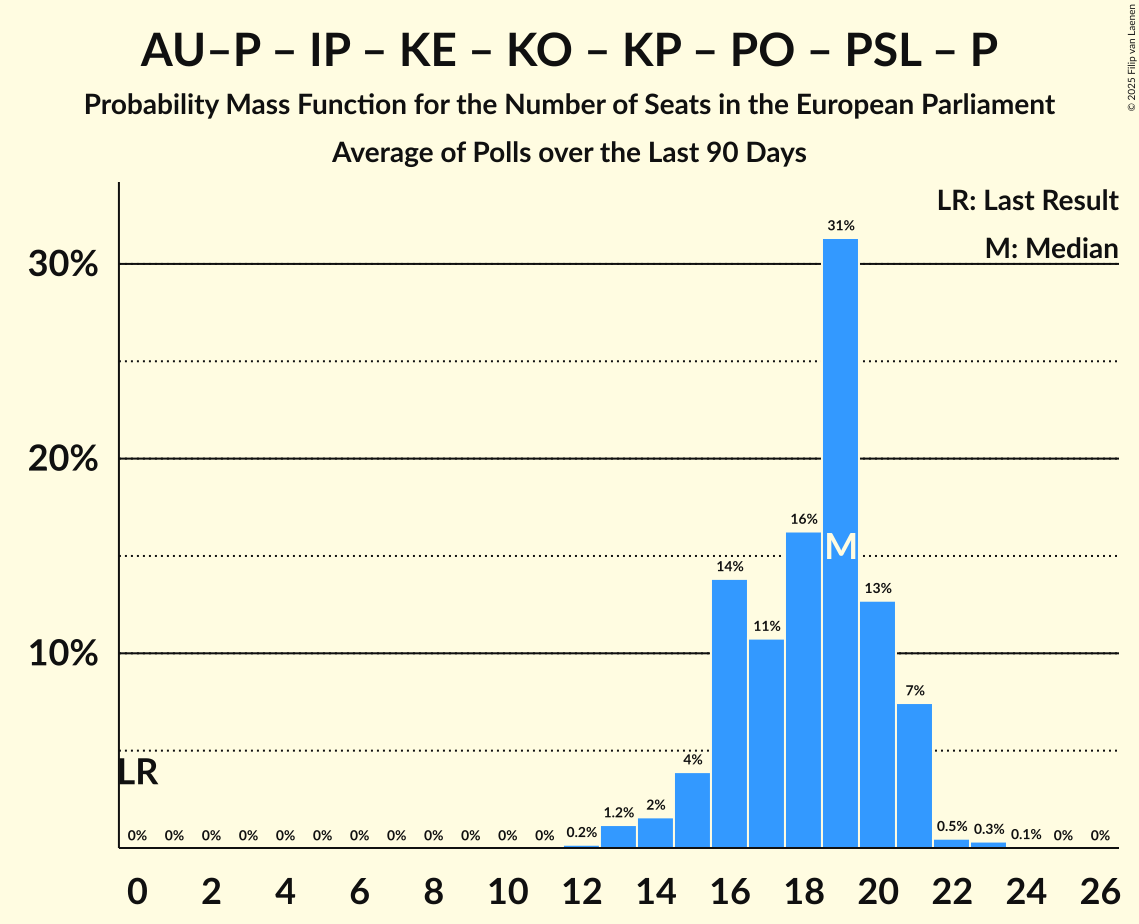 AU–P – IP – KE – KO – KP – PO – PSL – P
Probability Mass Function for the Number of Seats in the European Parliament
Average of Polls over the Last 90 Days
© 2025 Filip van Laenen
LR: Last Result
M: Median
30%
20%
10%
31%
16%
M
14%
13%
11%
7%
4%
LR
0% 0% 0% 0% 0% 0% 0% 0% 0% 0% 0% 0% 0.2% 1.2% 2% 0.5% 0.3% 0.1% 0% 0%
0 2 4 6 8 10 12 14 16 18 20 22 24 26